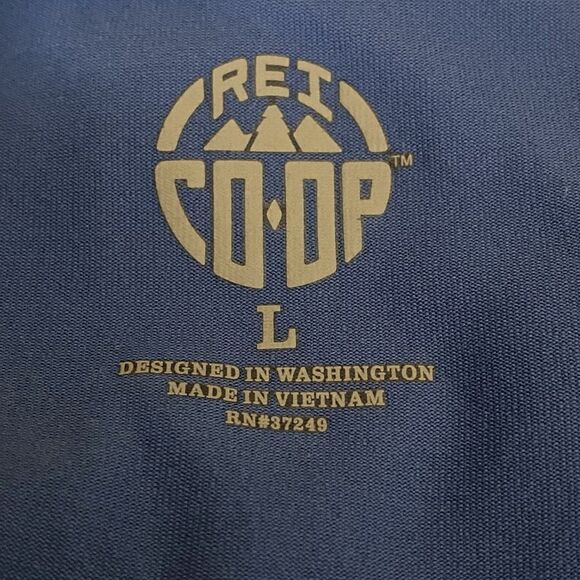 REI
CO·OP™
L
DESIGNED IN WASHINGTON
MADE IN VIETNAM
RN#37249